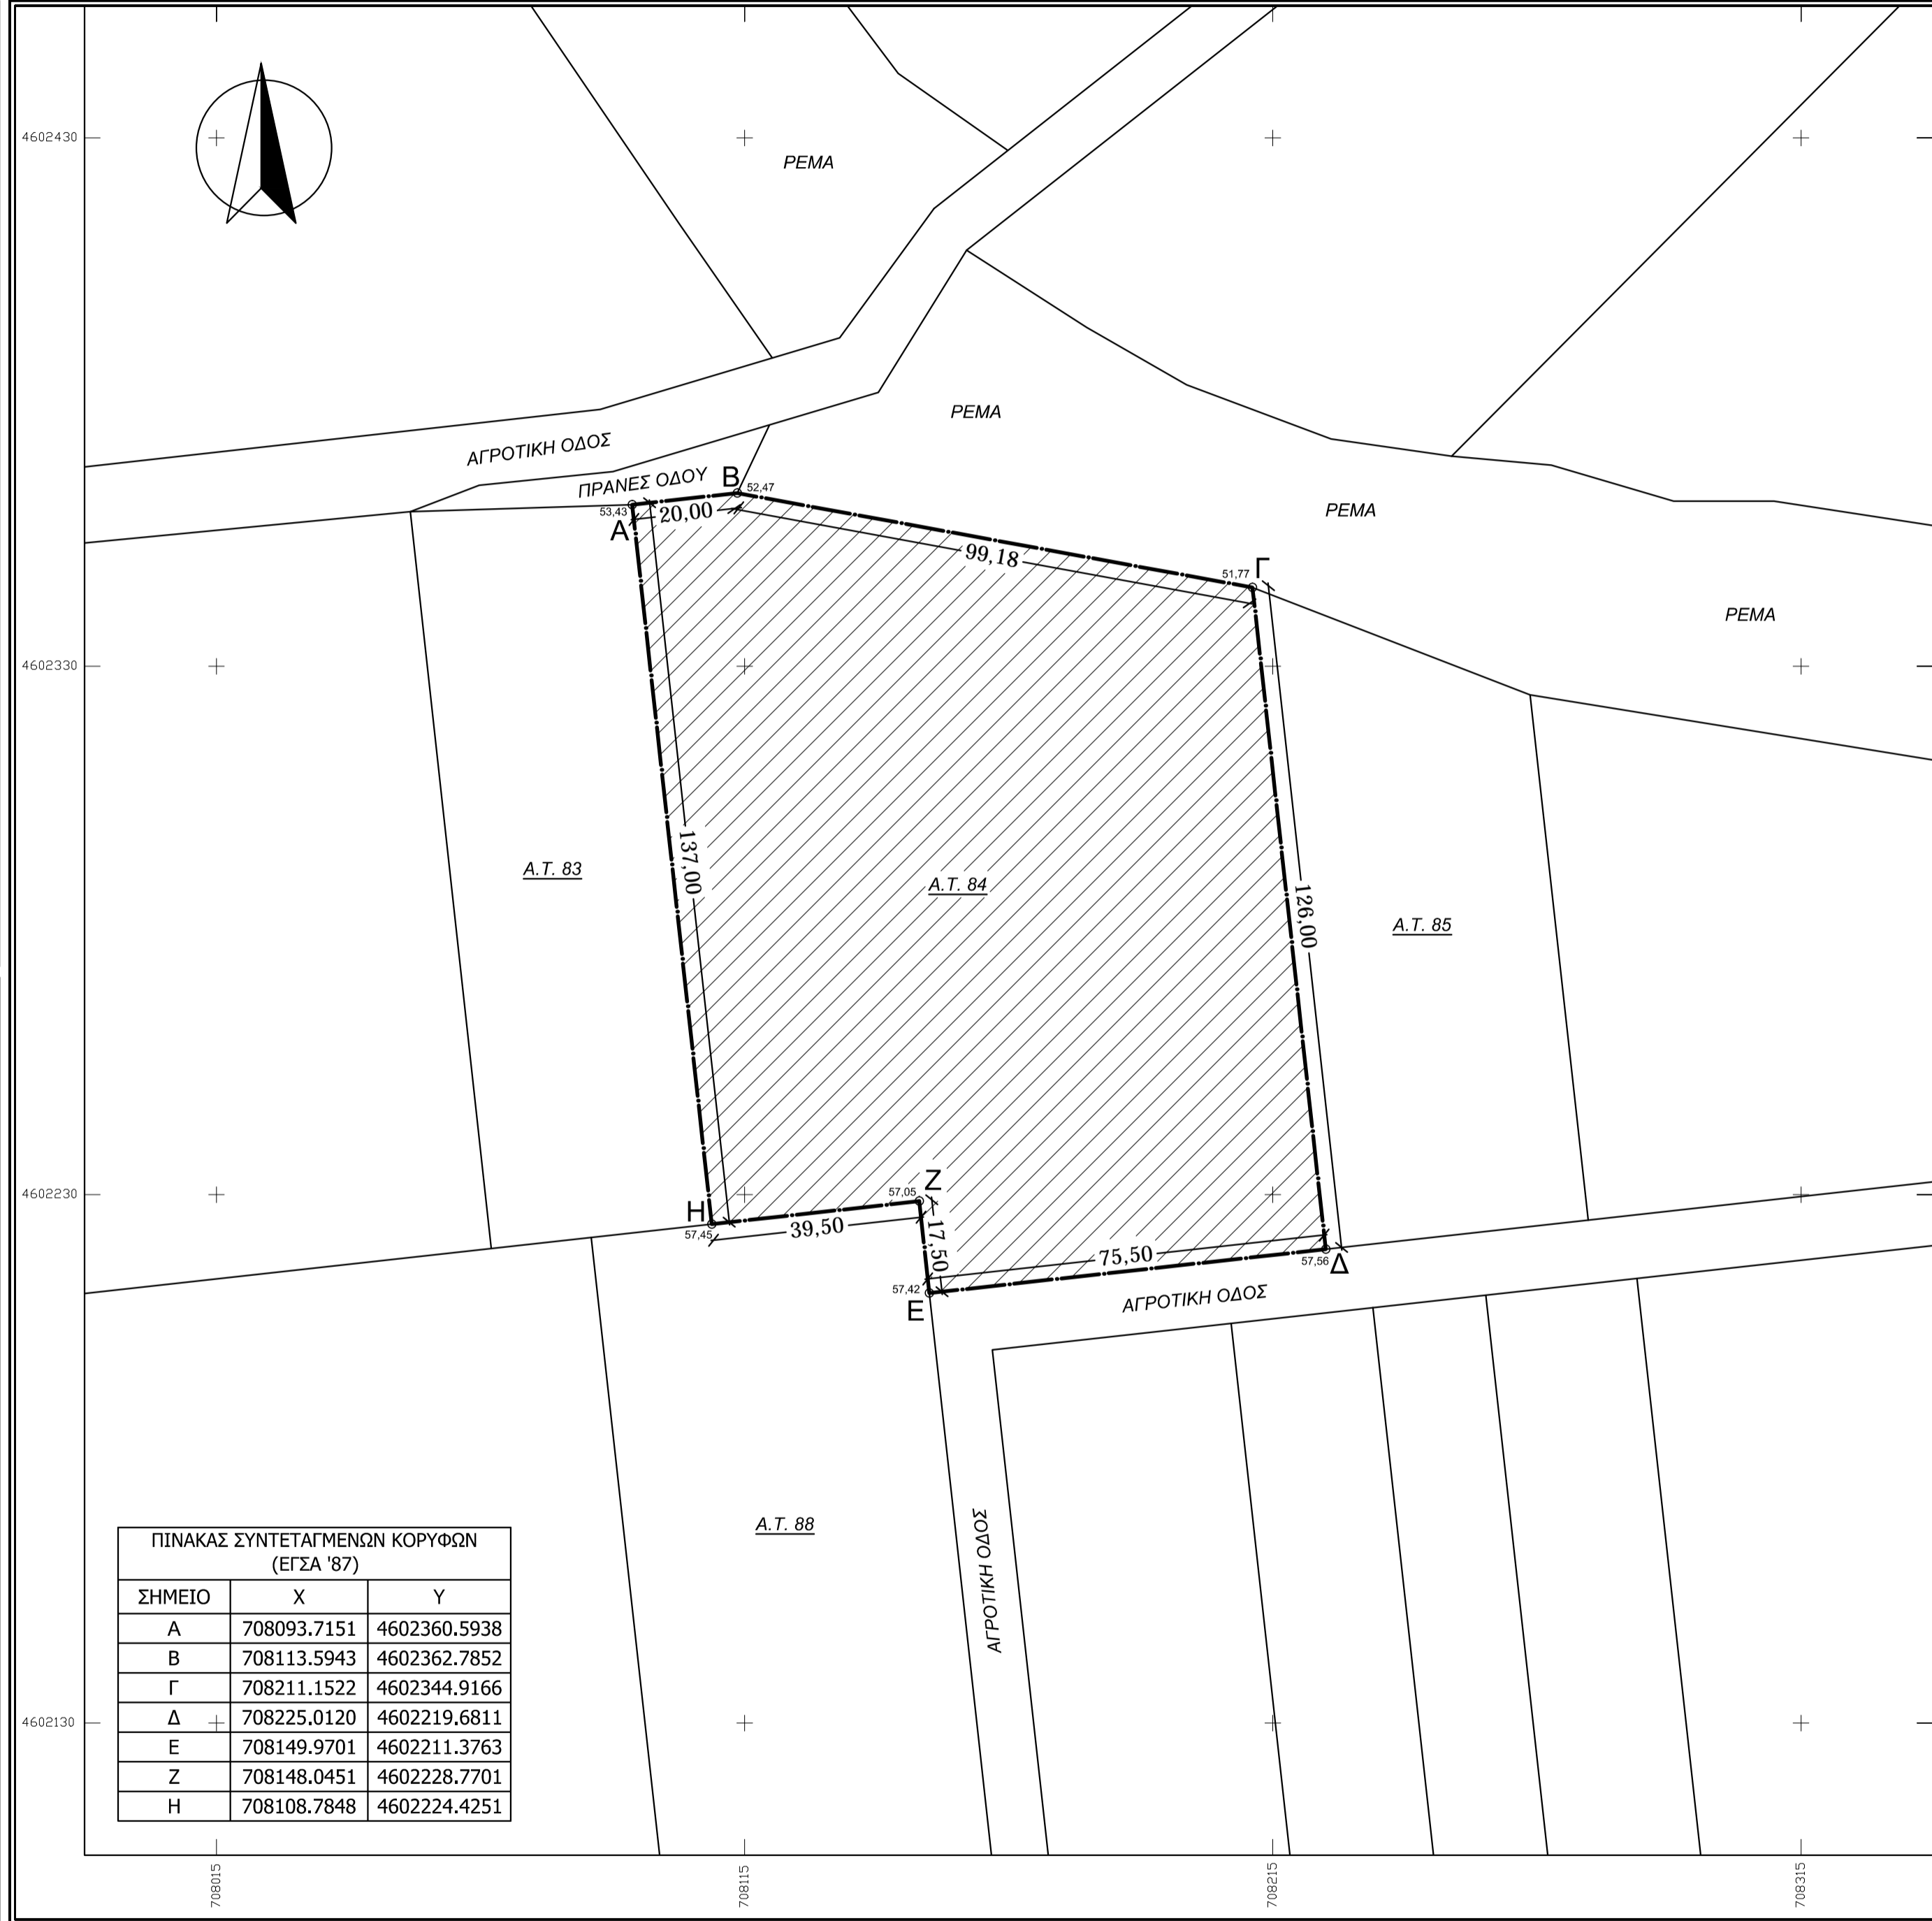 4602430
ΡΕΜΑ
ΡΕΜΑ
ΑΓΡΟΤΙΚΗ ΟΔΟΣ
ΠΡΑΝΕΣ ΟΔΟΥ
Β
52,47
53,43
Α
20,00
ΡΕΜΑ
99,18
51,77
Γ
ΡΕΜΑ
4602330
137,00
Α.Τ. 83
Α.Τ. 84
126,00
Α.Τ. 85
4602230
Ζ
57,05
Η
57,45
39,50
17,50
75,50
57,56
Δ
57,42
Ε
ΑΓΡΟΤΙΚΗ ΟΔΟΣ
Α.Τ. 88
ΑΓΡΟΤΙΚΗ ΟΔΟΣ
ΠΙΝΑΚΑΣ ΣΥΝΤΕΤΑΓΜΕΝΩΝ ΚΟΡΥΦΩΝ
(ΕΓΣΑ '87)
ΣΗΜΕΙΟ Χ Υ
Α 708093.7151 4602360.5938
Β 708113.5943 4602362.7852
Γ 708211.1522 4602344.9166
Δ 708225.0120 4602219.6811
Ε 708149.9701 4602211.3763
Ζ 708148.0451 4602228.7701
Η 708108.7848 4602224.4251
4602130
708015
708115
708215
708315